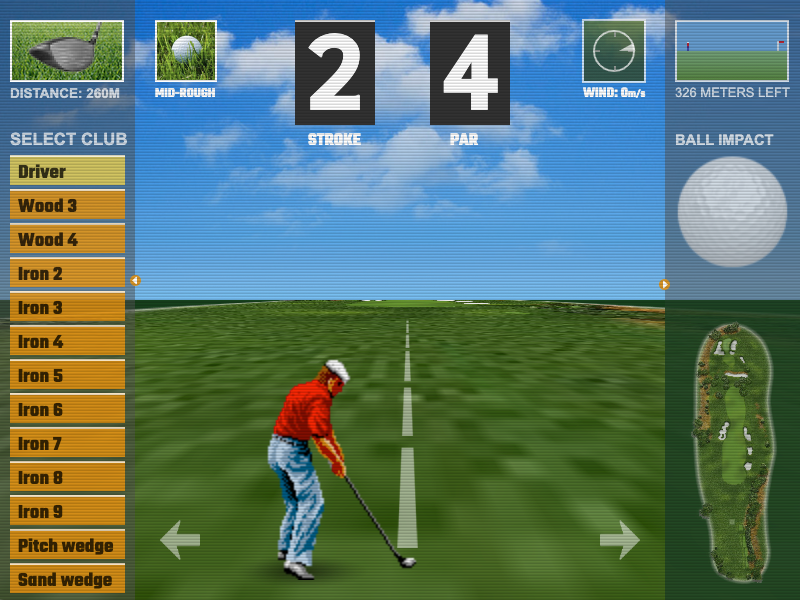 2
4
DISTANCE: 260M
MID-ROUGH
WIND: 0m/s
326 METERS LEFT
STROKE
PAR
SELECT CLUB
BALL IMPACT
Driver
Wood 3
Wood 4
Iron 2
Iron 3
Iron 4
Iron 5
Iron 6
Iron 7
Iron 8
Iron 9
Pitch wedge
Sand wedge